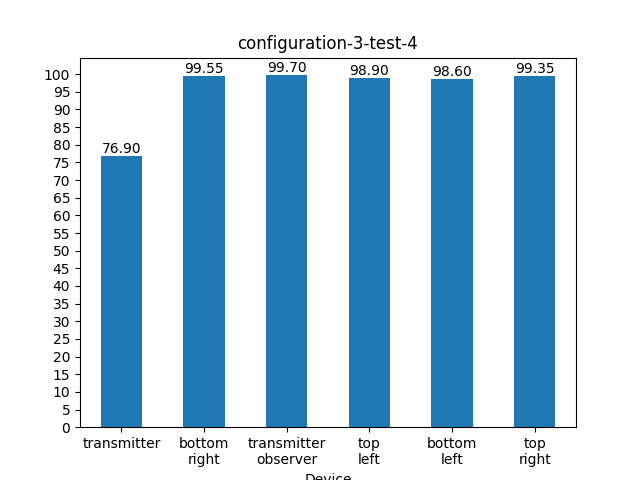 configuration-3-test-4
100
95
90
85
80
75
70
65
60
55
50
45
40
35
30
25
20
15
10
5
0
76.90
99.55
99.70
98.90
98.60
99.35
transmitter
bottom
right
transmitter
observer
top
left
bottom
left
top
right
Device